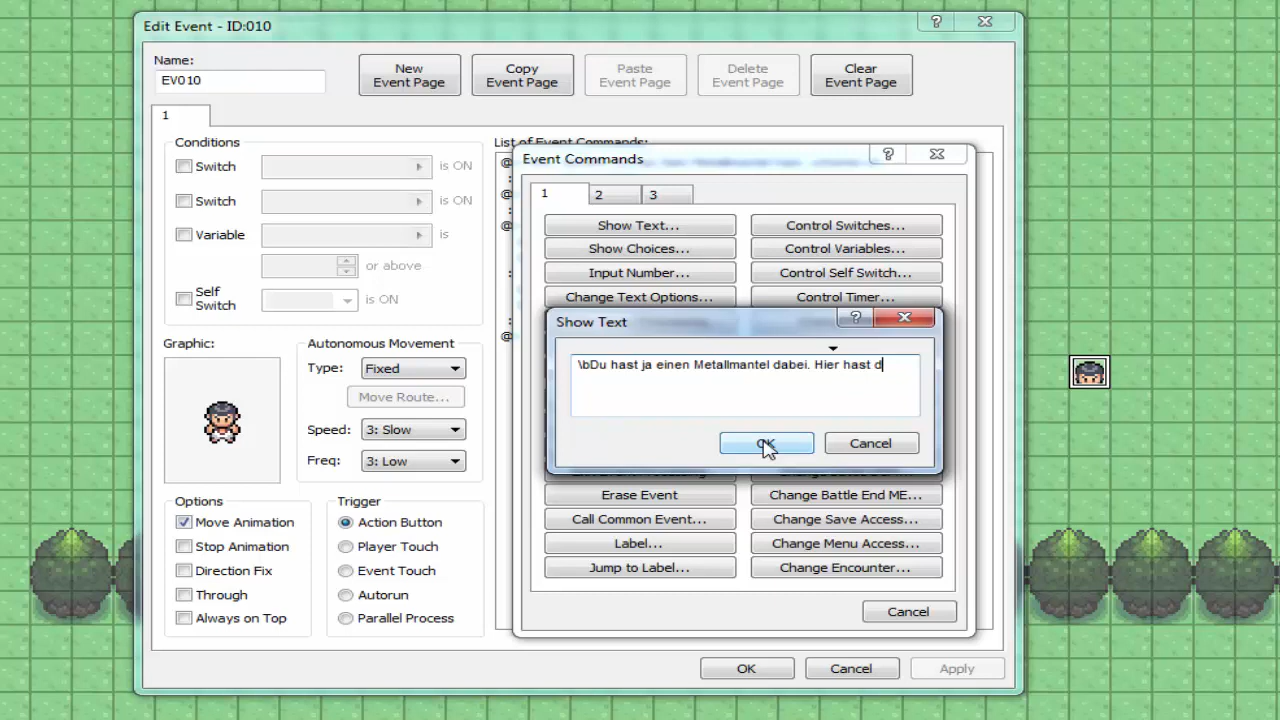 Edit Event - ID:010
?
Name:
EV010
New Event Page
Copy Event Page
Paste Event Page
Delete Event Page
Clear Event Page
1
Conditions
Switch
is ON
Switch
is ON
Variable
is
or above
Self Switch
is ON
Graphic:
Autonomous Movement
Type:
Fixed
Move Route...
Speed:
3: Slow
Freq:
3: Low
Options
Move Animation
Stop Animation
Direction Fix
Through
Always on Top
Trigger
Action Button
Player Touch
Event Touch
Autorun
Parallel Process
List of Event Commands:
@
:
@
:
@
:
@
Event Commands
?
1
2
3
Show Text...
Control Switches...
Show Choices...
Control Variables...
Input Number...
Control Self Switch...
Change Text Options...
Control Timer...
Show Text
?
\bDu hast ja einen Metallmantel dabei. Hier hast d
OK
Cancel
Erase Event
Change Battle End ME...
Call Common Event...
Change Save Access...
Label...
Change Menu Access...
Jump to Label...
Change Encounter...
Cancel
OK
Cancel
Apply